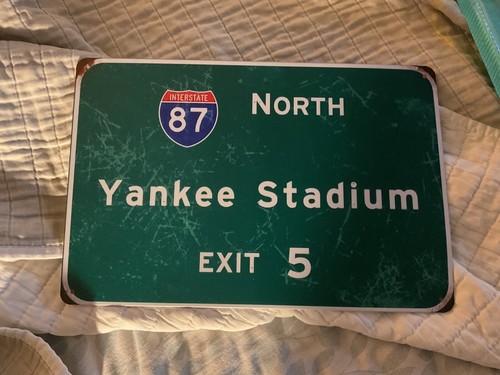 INTERSTATE
87
NORTH
Yankee Stadium
EXIT 5